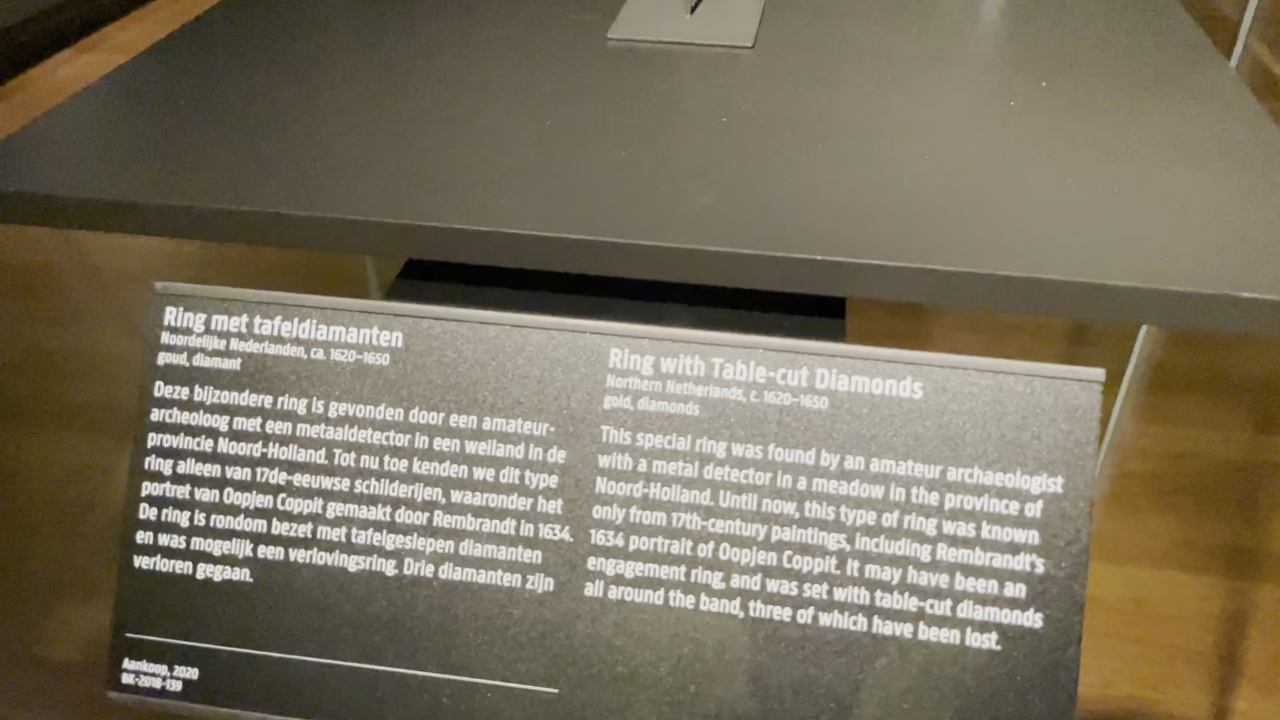 Ring met tafeldiamanten
Noordelijke Nederlanden, ca. 1620–1650
goud, diamant
Deze bijzondere ring is gevonden door een amateur-
archeoloog met een metaaldetector in een weiland in de
provincie Noord-Holland. Tot nu toe kenden we dit type
ring alleen van 17de-eeuwse schilderijen, waaronder het
portret van Oopjen Coppit gemaakt door Rembrandt in 1634.
De ring is rondom bezet met tafelgeslepen diamanten
en was mogelijk een verlovingsring. Drie diamanten zijn
verloren gegaan.
Aankoop, 2020
BK-2018-139
Ring with Table-cut Diamonds
Northern Netherlands, c. 1620–1650
gold, diamonds
This special ring was found by an amateur archaeologist
with a metal detector in a meadow in the province of
Noord-Holland. Until now, this type of ring was known
only from 17th-century paintings, including Rembrandt's
1634 portrait of Oopjen Coppit. It may have been an
engagement ring, and was set with table-cut diamonds
all around the band, three of which have been lost.